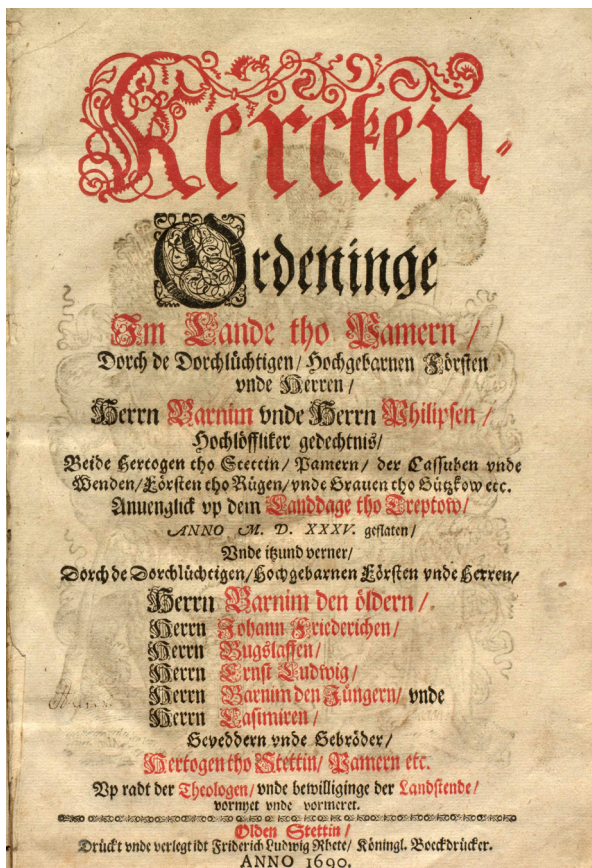 Kercken-
Ordeninge
Im Lande tho Pamern /
Dorch de Dorchlüchtigen / Hochgebarnen Försten
vnde Herren /
Herrn Barnim vnde Herrn Philipsen /
Hochlöffliker gedechtnis /
Beide Hertogen tho Stettin / Pamern / der Cassuben vnde
Wenden / Försten tho Rügen / vnde Grauen tho Gützkow etc.
Anuenglick vp dem Landdage tho Treptow /
ANNO M. D. XXXV. geslaten /
Vnde itzund verner /
Dorch de Dorchlüchtigen / Hochgebarnen Försten vnde Herren /
Herrn Barnim den öldern /
Herrn Johann Friederichen /
Herrn Bugslaffen /
Herrn Ernst Ludwig /
Herrn Barnim den Jüngern / vnde
Herrn Casimiren /
Geveddern vnde Gebröder /
Hertogen tho Stettin / Pamern etc.
Vp radt der Theologen / vnde bewilliginge der Landstende /
vornyet vnde vormeret.
Olden Stettin /
Drückt vnde verlegt idt Friderich Ludwig Rhete / Köningl. Boeckdrücker.
ANNO 1690.